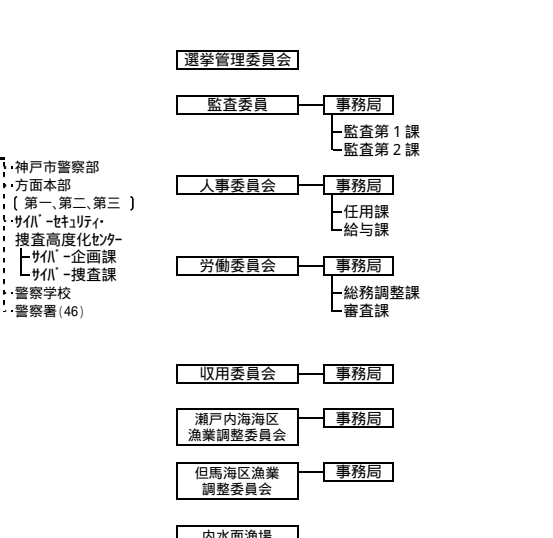 神戸市警察部
方面本部
〔 第一、第二、第三 〕
ｻｲﾊﾞｰｾｷｭﾘﾃｨ・
捜査高度化ｾﾝﾀｰ
ｻｲﾊﾞｰ企画課
ｻｲﾊﾞｰ捜査課
警察学校
警察署(46)
選挙管理委員会
監査委員
事務局
監査第１課
監査第２課
人事委員会
事務局
任用課
給与課
労働委員会
事務局
総務調整課
審査課
収用委員会
事務局
瀬戸内海海区
漁業調整委員会
事務局
但馬海区漁業
調整委員会
事務局
内水面漁場